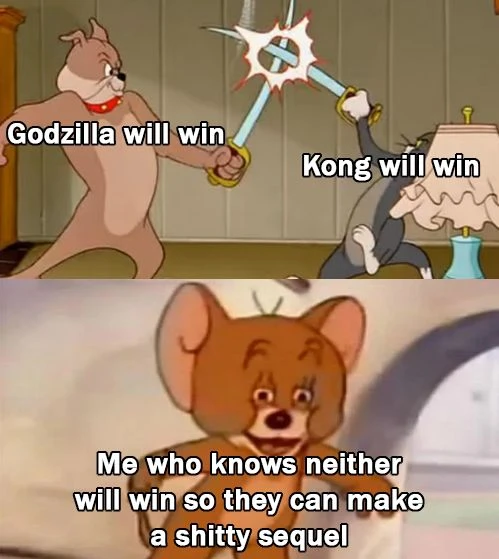 Godzilla will win
Kong will win
Me who knows neither
will win so they can make
a shitty sequel